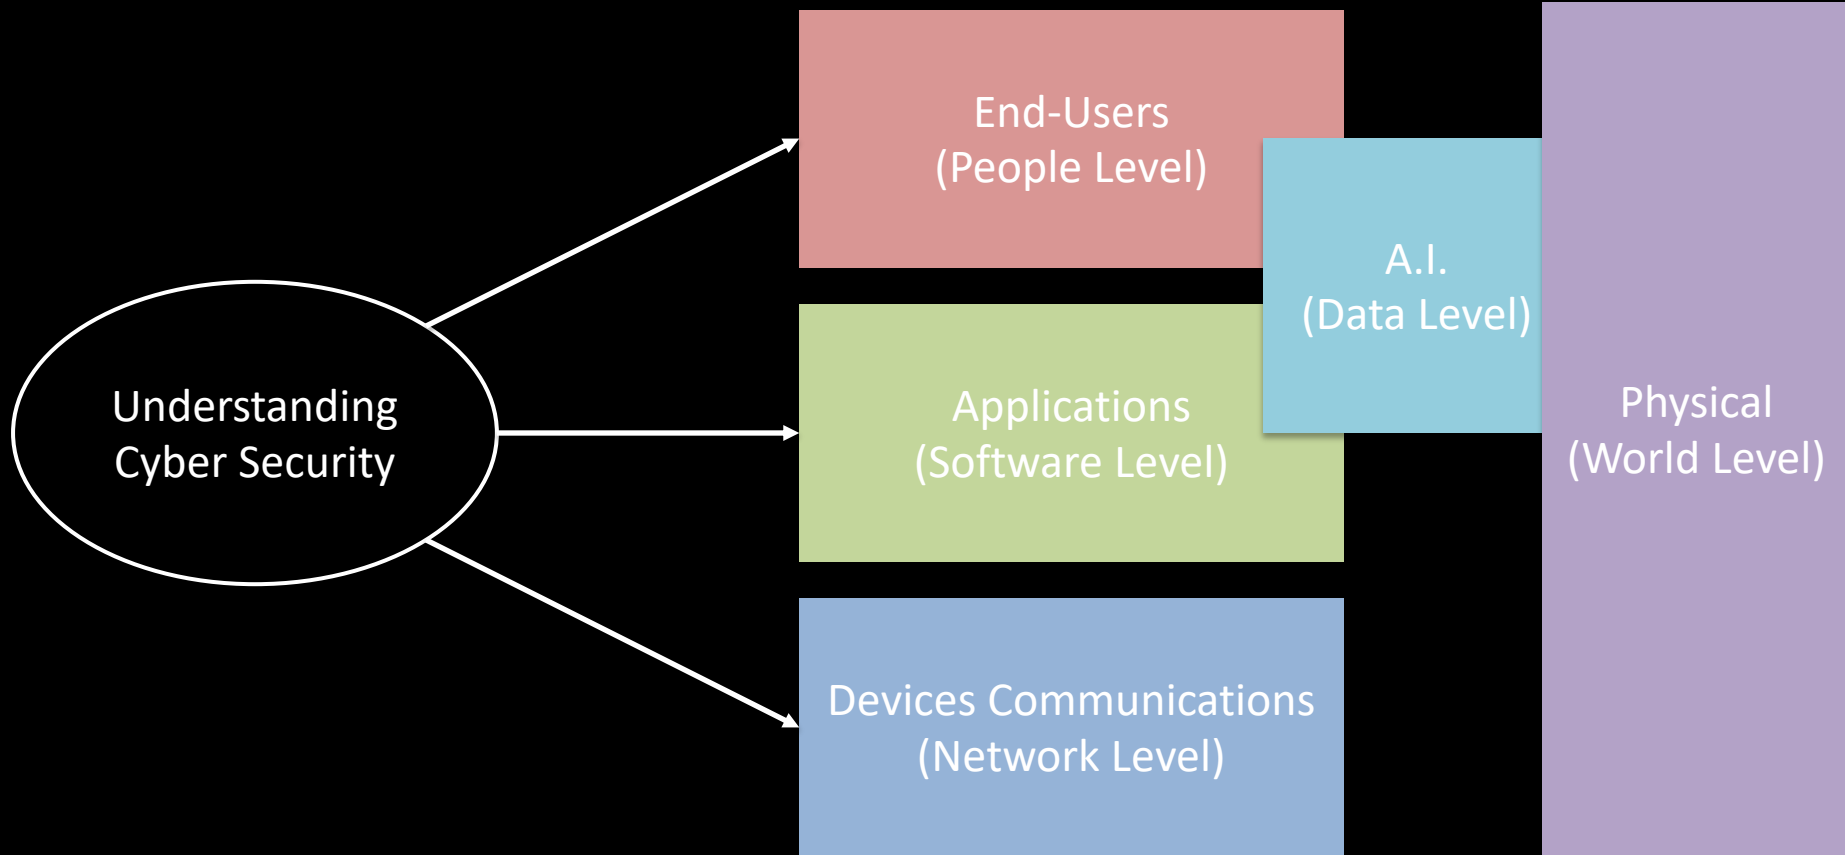 Understanding
Cyber Security
End-Users
(People Level)
Applications
(Software Level)
Devices Communications
(Network Level)
A.I.
(Data Level)
Physical
(World Level)